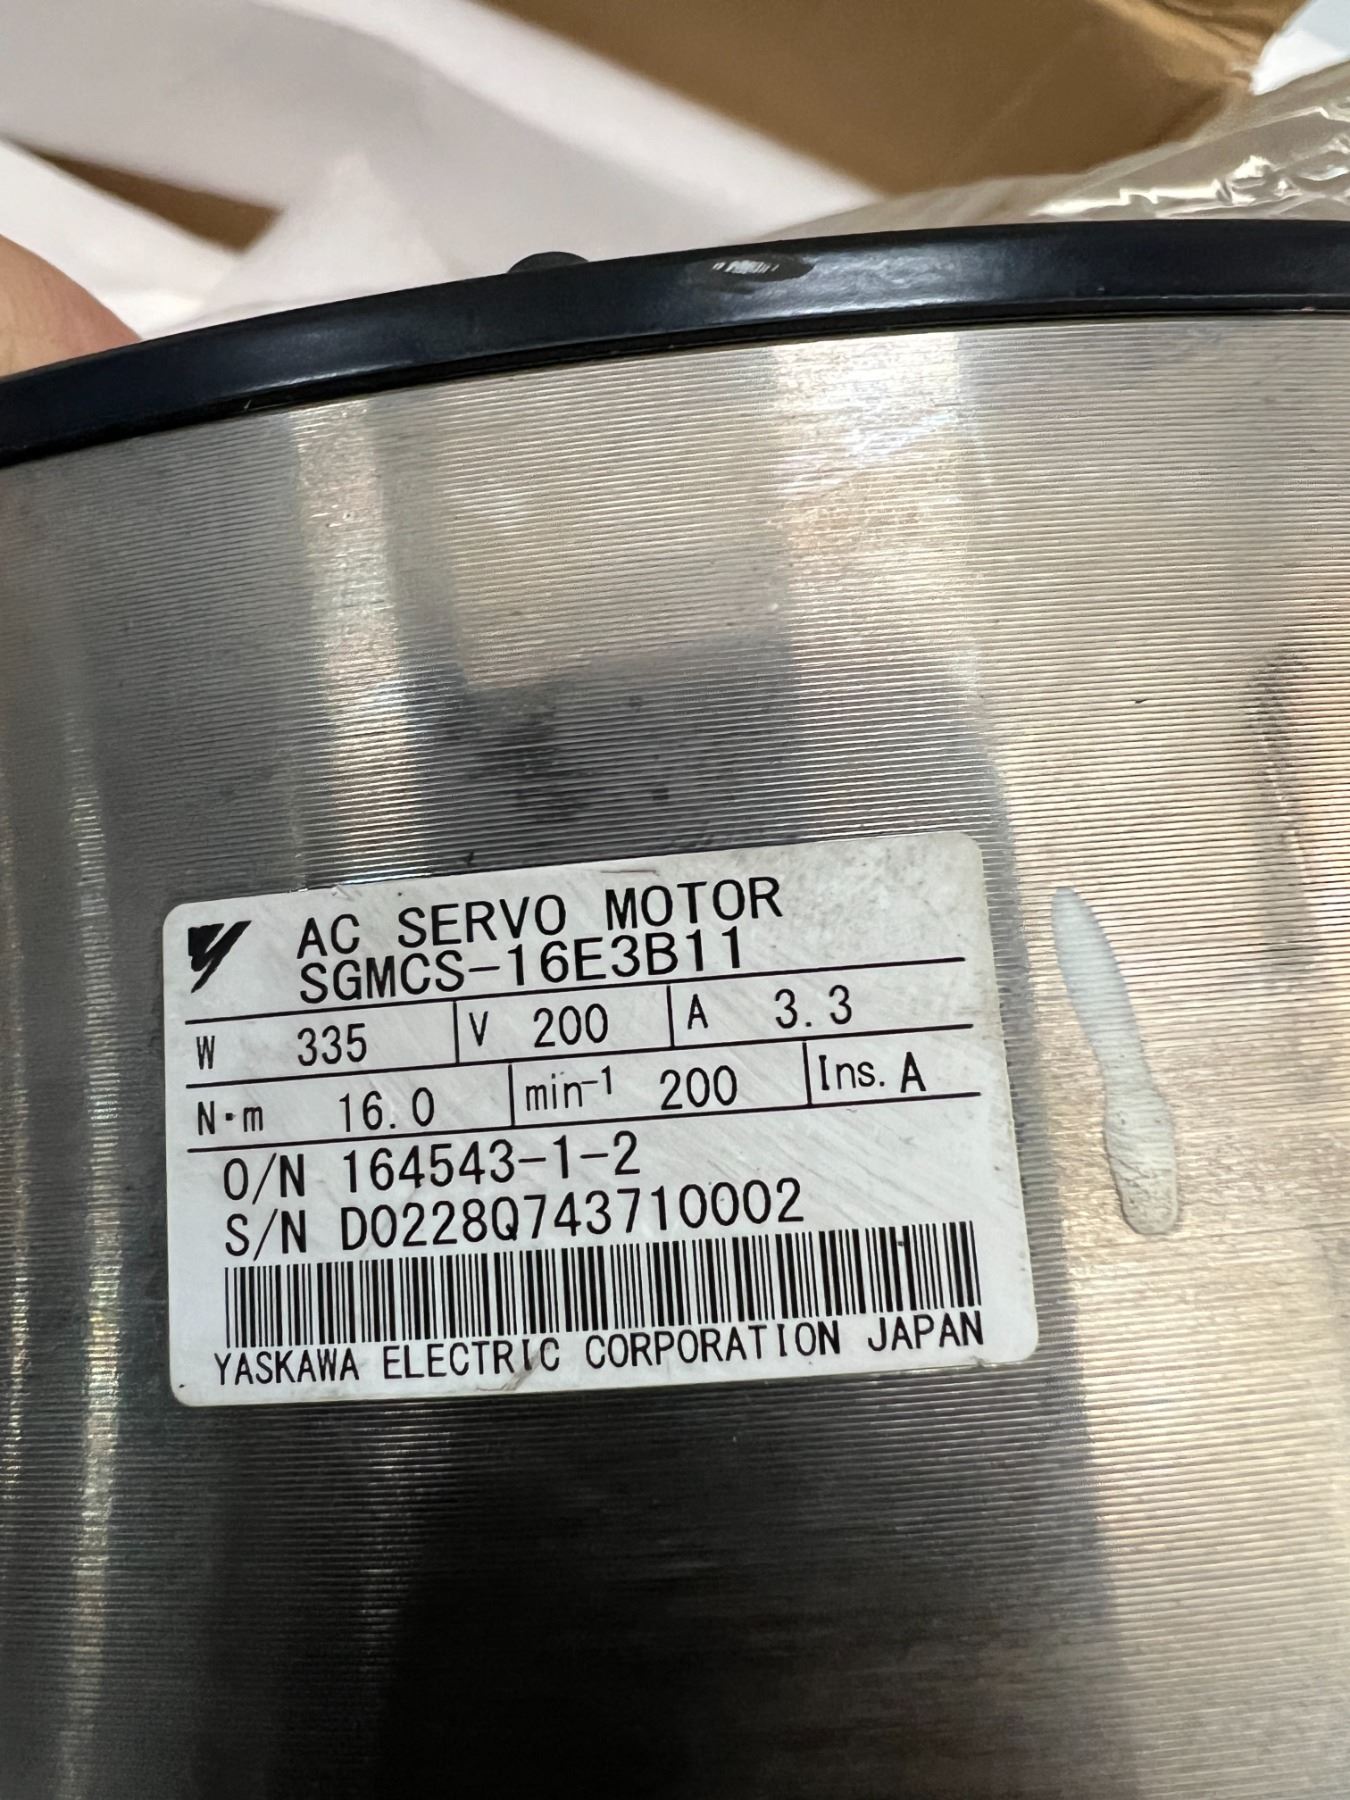 AC SERVO MOTOR
SGMCS-16E3B11
W 335 V 200 A 3.3
N·m 16.0 min⁻¹ 200 Ins. A
O/N 164543-1-2
S/N D0228Q743710002
YASKAWA ELECTRIC CORPORATION JAPAN